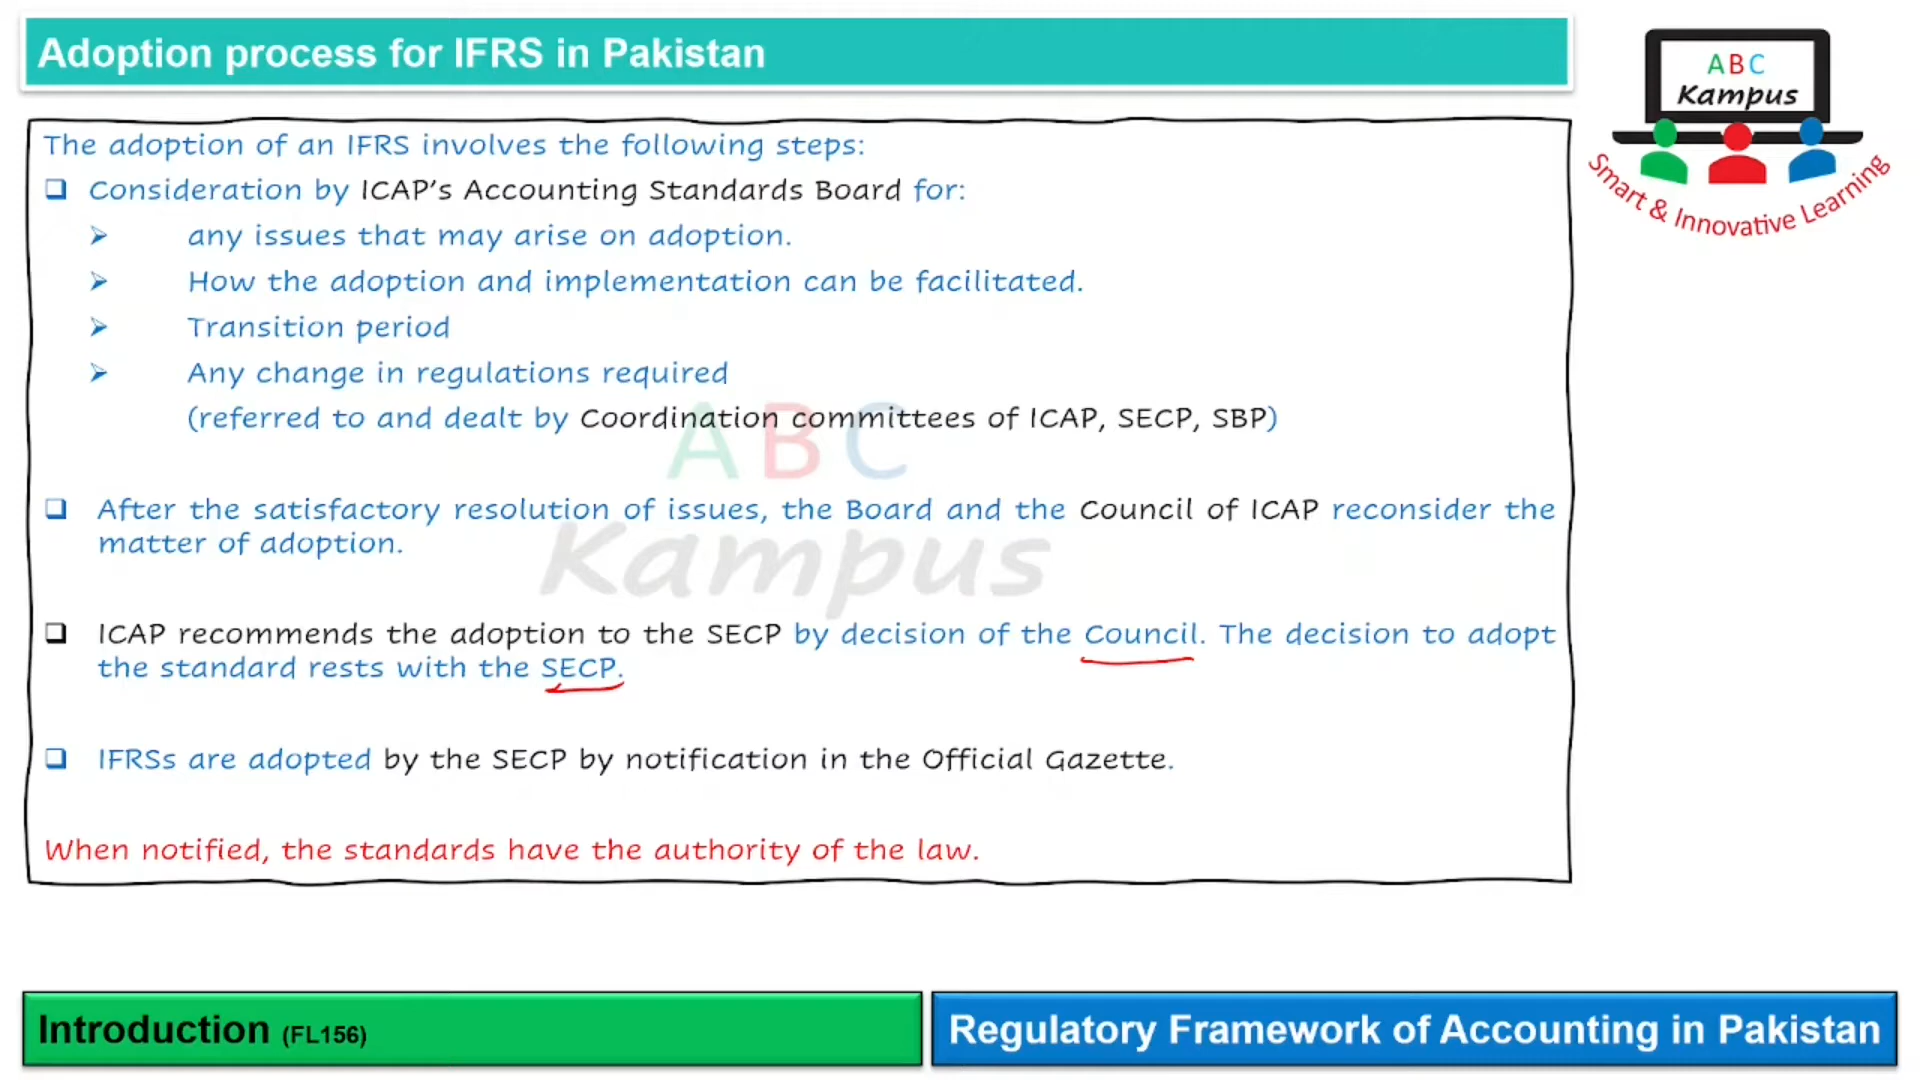 Adoption process for IFRS in Pakistan
ABC
Kampus
Smart & Innovative Learning
The adoption of an IFRS involves the following steps:
❑ Consideration by ICAP's Accounting Standards Board for:
➢ any issues that may arise on adoption.
➢ How the adoption and implementation can be facilitated.
➢ Transition period
➢ Any change in regulations required
(referred to and dealt by Coordination committees of ICAP, SECP, SBP)
ABC
Kampus
❑ After the satisfactory resolution of issues, the Board and the Council of ICAP reconsider the
matter of adoption.
❑ ICAP recommends the adoption to the SECP by decision of the Council. The decision to adopt
the standard rests with the SECP.
❑ IFRSs are adopted by the SECP by notification in the Official Gazette.
When notified, the standards have the authority of the law.
Introduction (FL156)
Regulatory Framework of Accounting in Pakistan